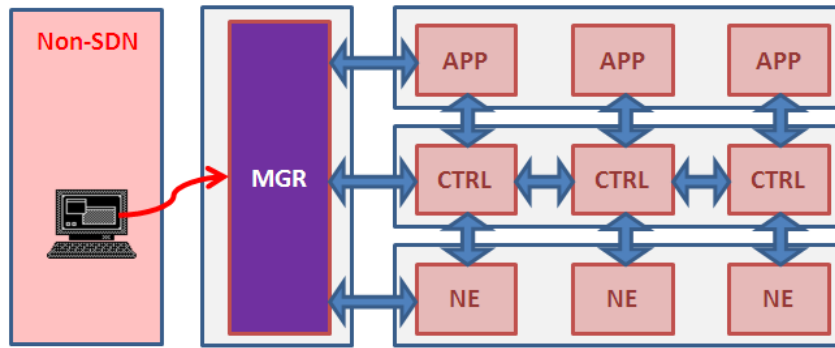 Non-SDN
MGR
APP APP APP
CTRL CTRL CTRL
NE NE NE